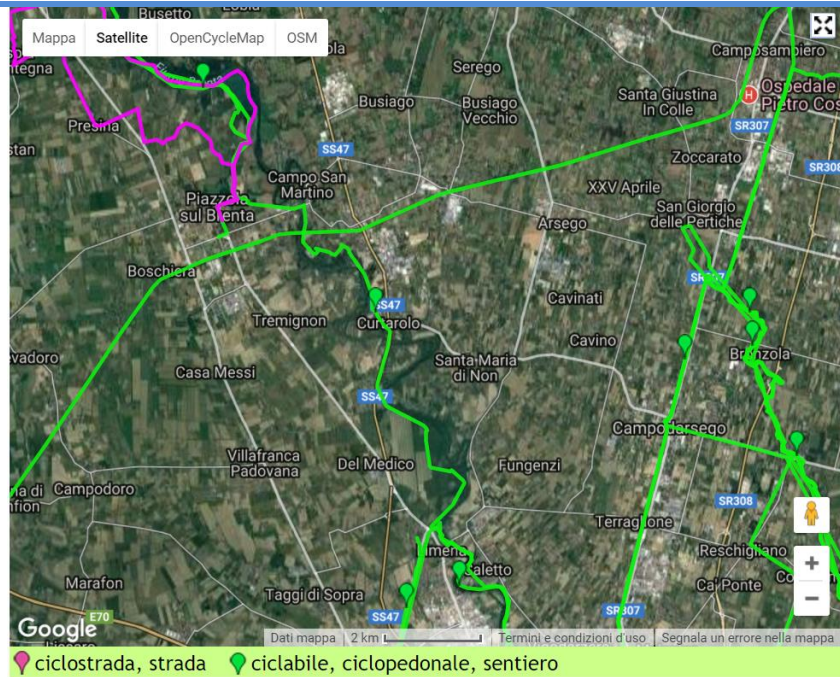 Busetto
Mappa Satellite OpenCycleMap OSM
Camposampiero
Serego
Ospedale
Pietro Cos
Santa Giustina
In Colle
Busiago
Busiago
Vecchio
SR307
Presina
SS47
Zoccarato
SR308
Campo San
Martino
XXV Aprile
Piazzola
sul Brenta
San Giorgio
delle Pertiche
Arsego
Boschiera
SR307
Cavinati
SS47
Tremignon
Curtarolo
Cavino
Bronzola
evadoro
Santa Maria
di Non
Casa Messi
SS47
Campodarsego
Villafranca
Padovana
Del Medico
Fungenzi
Campodoro
SR308
Terraglione
Limena
Reschigliano
Saletto
Marafon
Taggi di Sopra
Ca' Ponte
E70
SS47
SR307
Google
Dati mappa 2 km Termini e condizioni d'uso Segnala un errore nella mappa
ciclostrada, strada ciclabile, ciclopedonale, sentiero